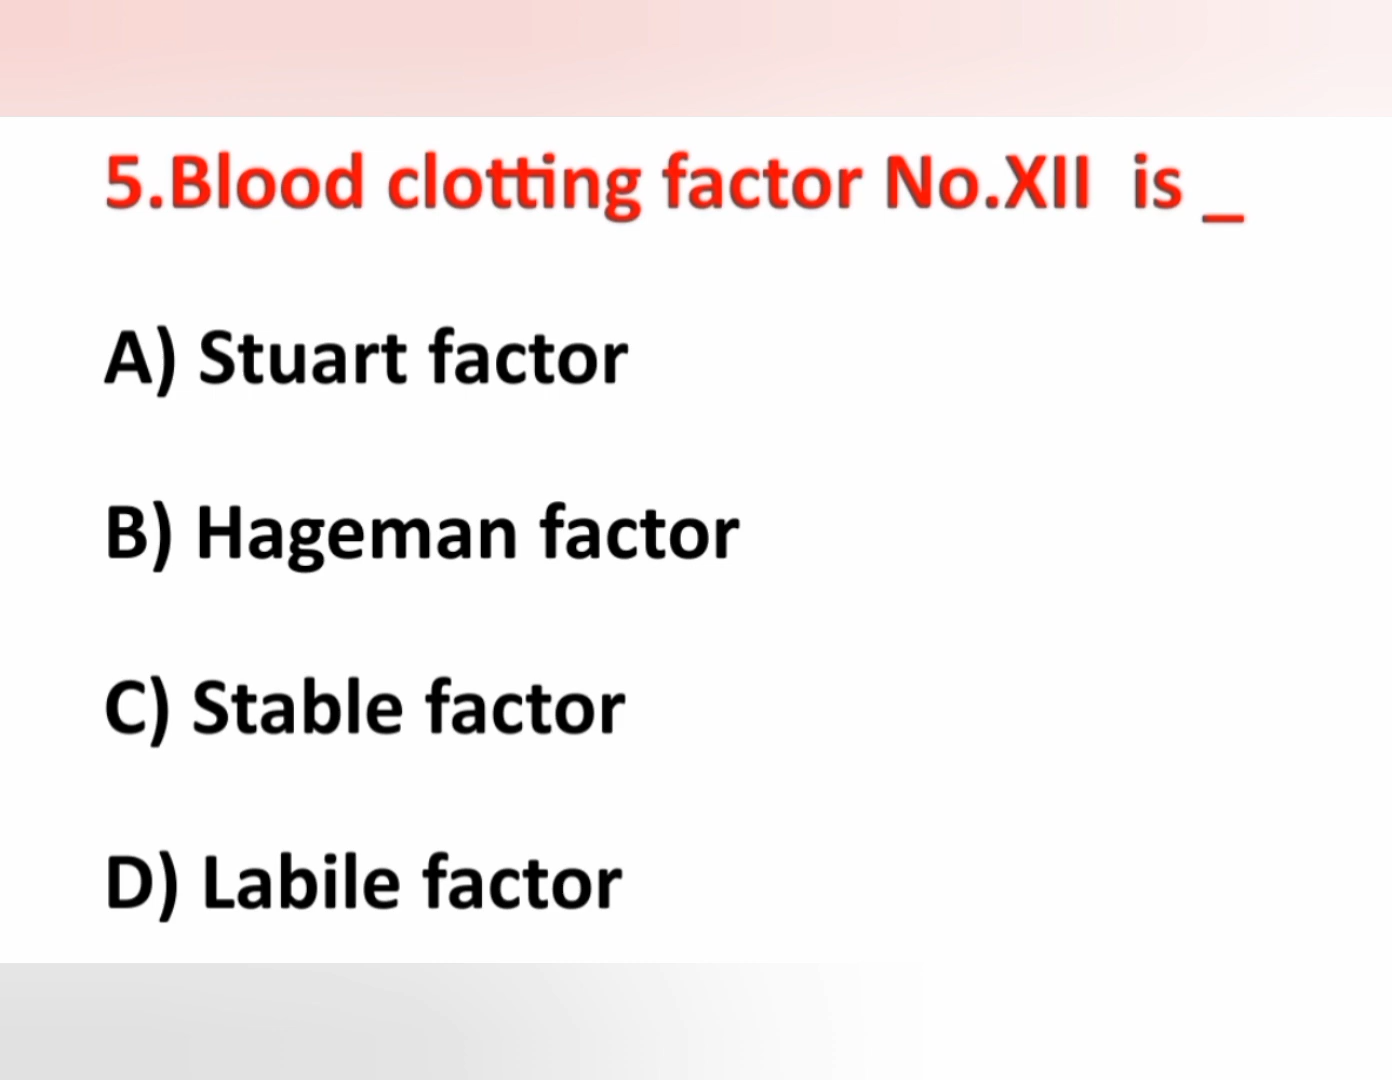 5.Blood clotting factor No.XII  is _
A) Stuart factor
B) Hageman factor
C) Stable factor
D) Labile factor